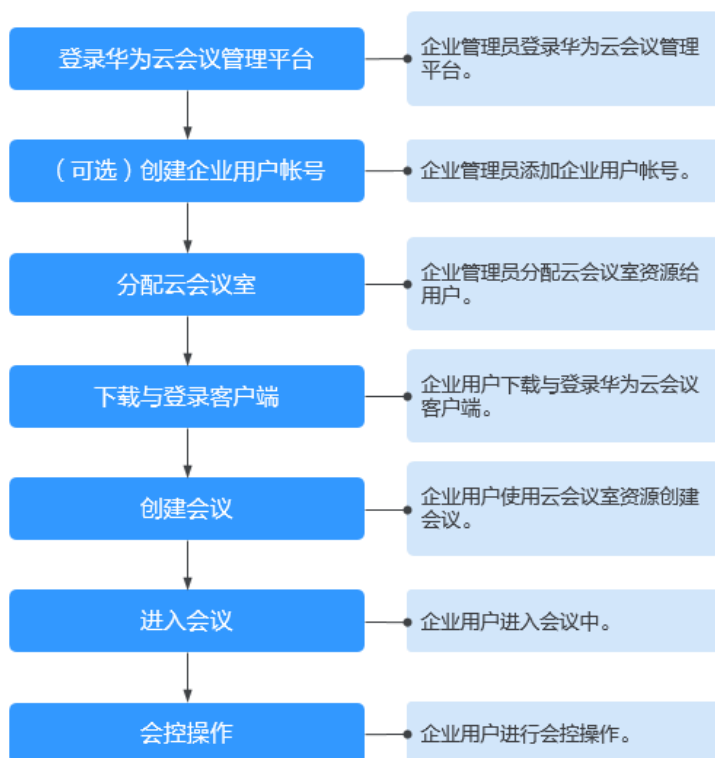 登录华为云会议管理平台
企业管理员登录华为云会议管理
平台。
（可选）创建企业用户帐号
企业管理员添加企业用户帐号。
分配云会议室
企业管理员分配云会议室资源给
用户。
下载与登录客户端
企业用户下载与登录华为云会议
客户端。
创建会议
企业用户使用云会议室资源创建
会议。
进入会议
企业用户进入会议中。
会控操作
企业用户进行会控操作。